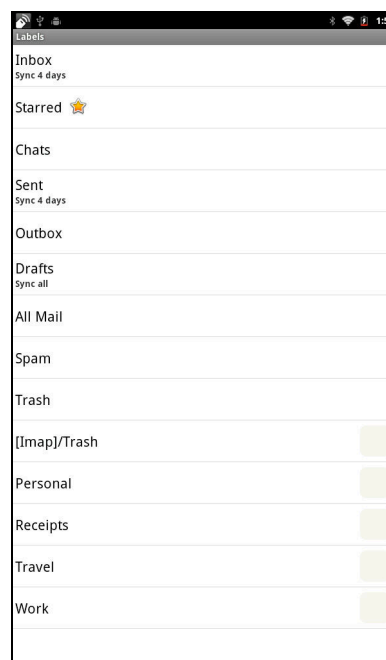 Labels
Inbox
Sync 4 days
Starred
Chats
Sent
Sync 4 days
Outbox
Drafts
Sync all
All Mail
Spam
Trash
[Imap]/Trash
Personal
Receipts
Travel
Work